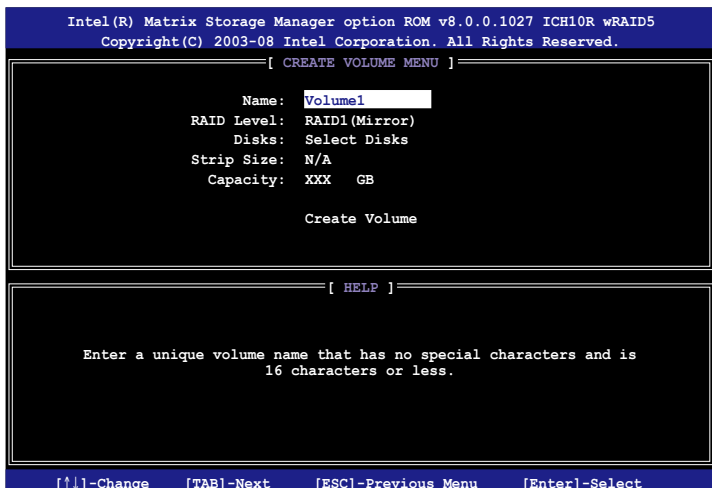 Intel(R) Matrix Storage Manager option ROM v8.0.0.1027 ICH10R wRAID5
Copyright(C) 2003-08 Intel Corporation. All Rights Reserved.
[ CREATE VOLUME MENU ]
Name: Volume1
RAID Level: RAID1(Mirror)
Disks: Select Disks
Strip Size: N/A
Capacity: XXX GB
Create Volume
[ HELP ]
Enter a unique volume name that has no special characters and is
16 characters or less.
[↑↓]-Change [TAB]-Next [ESC]-Previous Menu [Enter]-Select